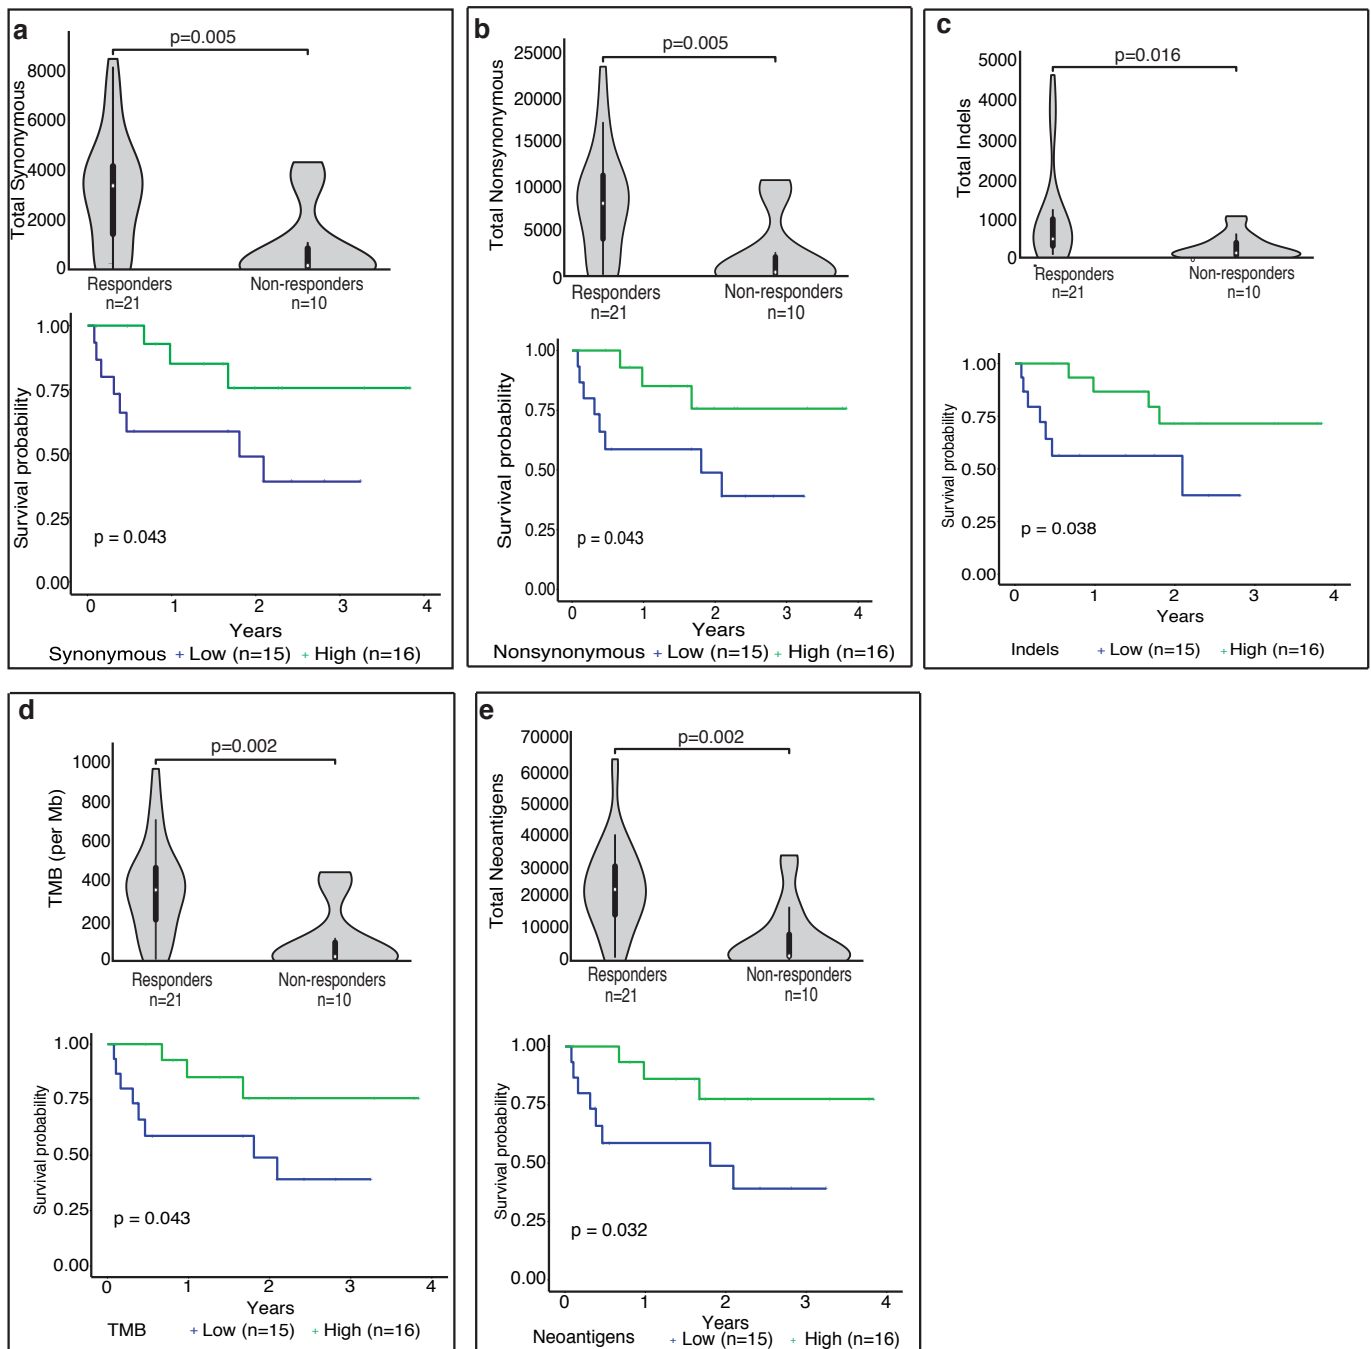 a
p=0.005
Total Synonymous
8000
6000
4000
2000
0
Responders
n=21
Non-responders
n=10
Survival probability
1.00
0.75
0.50
0.25
0.00
p = 0.043
0 1 2 3 4
Years
Synonymous + Low (n=15) + High (n=16)
b
p=0.005
Total Nonsynonymous
25000
20000
15000
10000
5000
0
Responders
n=21
Non-responders
n=10
Survival probability
1.00
0.75
0.50
0.25
0.00
p = 0.043
0 1 2 3 4
Years
Nonsynonymous + Low (n=15) + High (n=16)
c
p=0.016
Total Indels
5000
4000
3000
2000
1000
0
Responders
n=21
Non-responders
n=10
Survival probability
1.00
0.75
0.50
0.25
0.00
p = 0.038
0 1 2 3 4
Years
Indels + Low (n=15) + High (n=16)
d
p=0.002
TMB (per Mb)
1000
800
600
400
200
0
Responders
n=21
Non-responders
n=10
Survival probability
1.00
0.75
0.50
0.25
0.00
p = 0.043
0 1 2 3 4
Years
TMB + Low (n=15) + High (n=16)
e
p=0.002
Total Neoantigens
70000
60000
50000
40000
30000
20000
10000
0
Responders
n=21
Non-responders
n=10
Survival probability
1.00
0.75
0.50
0.25
0.00
p = 0.032
0 1 2 3 4
Years
Neoantigens + Low (n=15) + High (n=16)